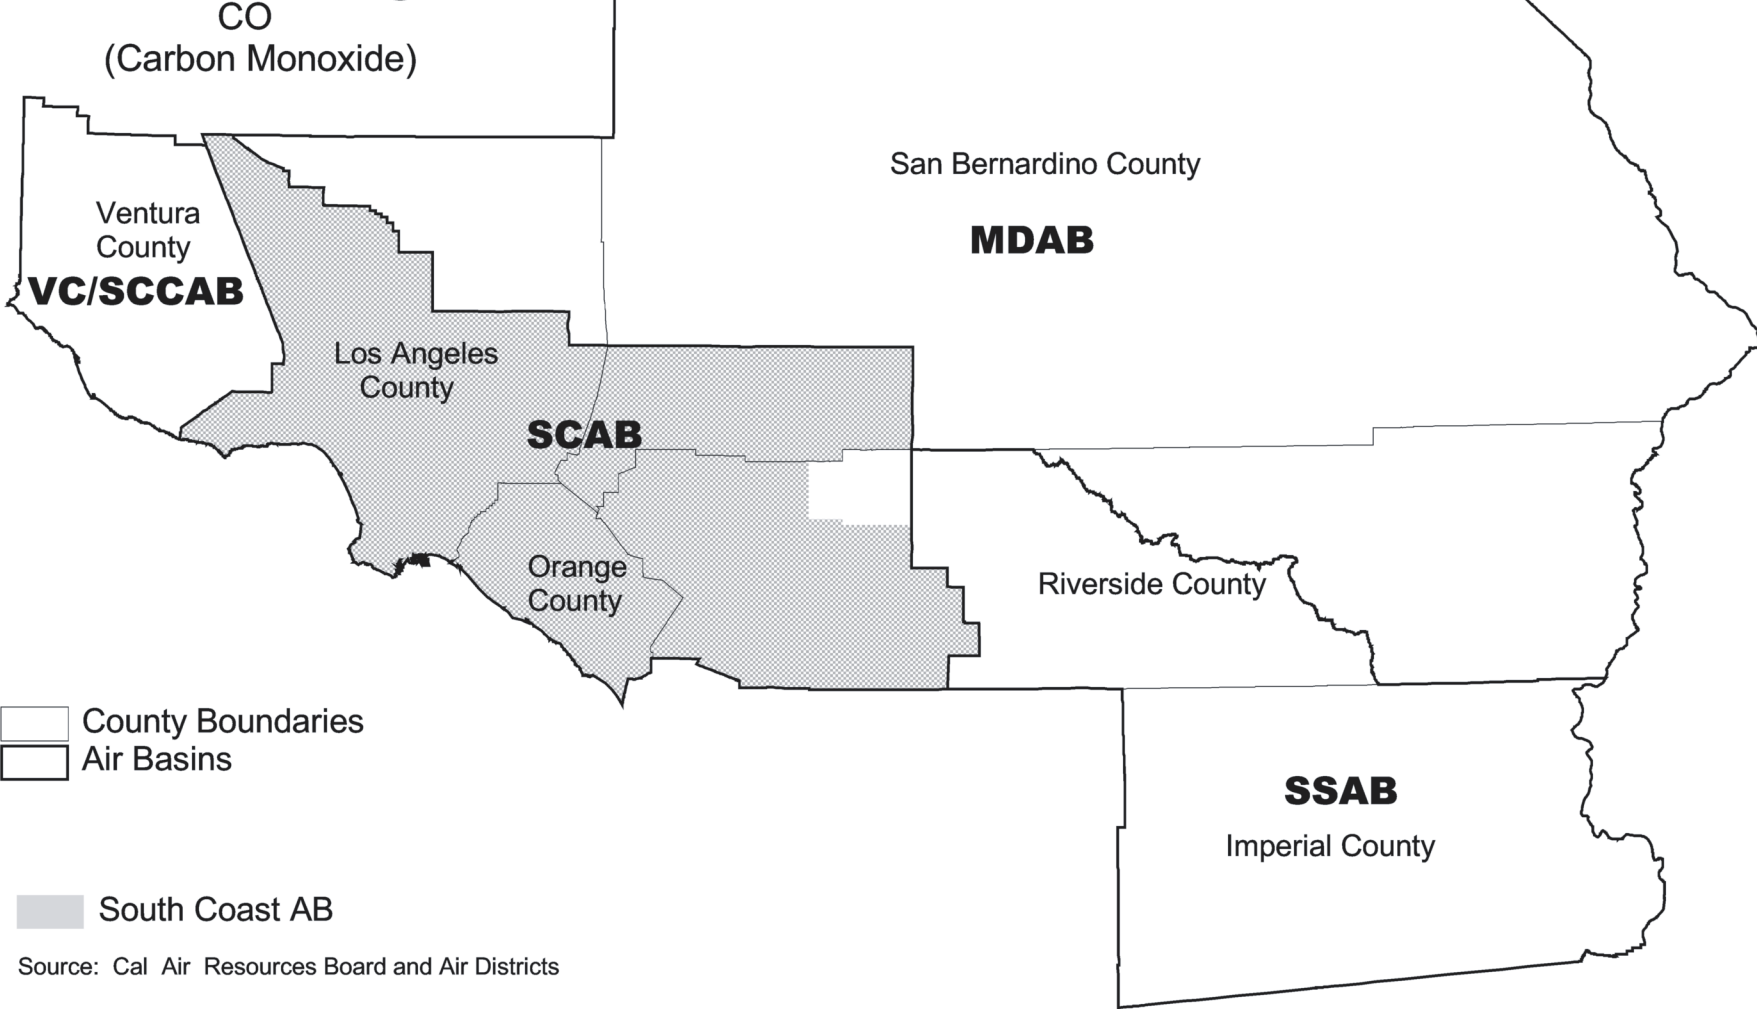 CO
(Carbon Monoxide)
San Bernardino County
MDAB
Ventura
County
VC/SCCAB
Los Angeles
County
SCAB
Orange
County
Riverside County
County Boundaries
Air Basins
SSAB
Imperial County
South Coast AB
Source: Cal Air Resources Board and Air Districts